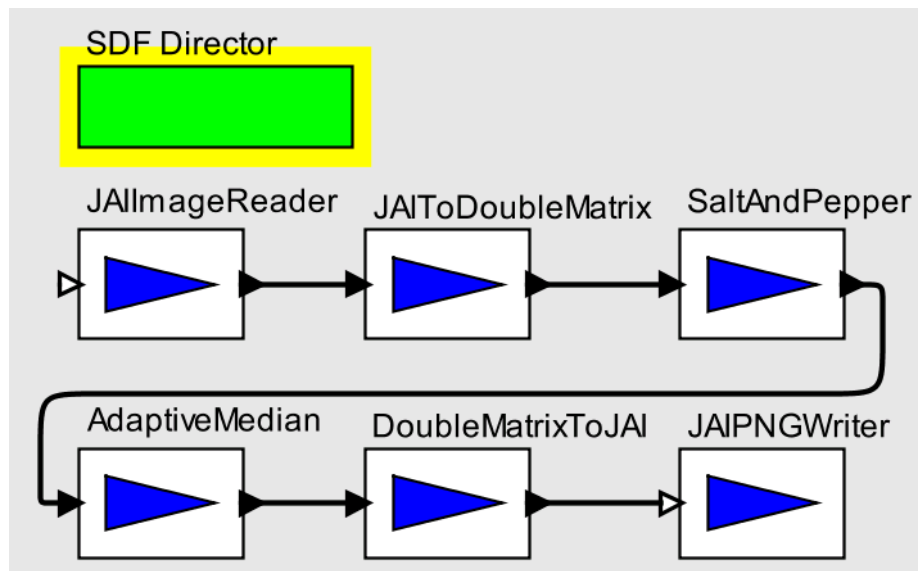 SDF Director
JAIImageReader
JAIToDoubleMatrix
SaltAndPepper
AdaptiveMedian
DoubleMatrixToJAI
JAIPNGWriter